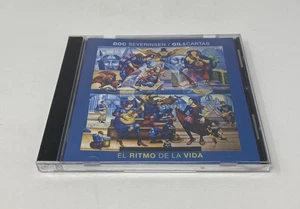 DOC SEVERINSEN / GIL&CARTAS
EL RITMO DE LA VIDA